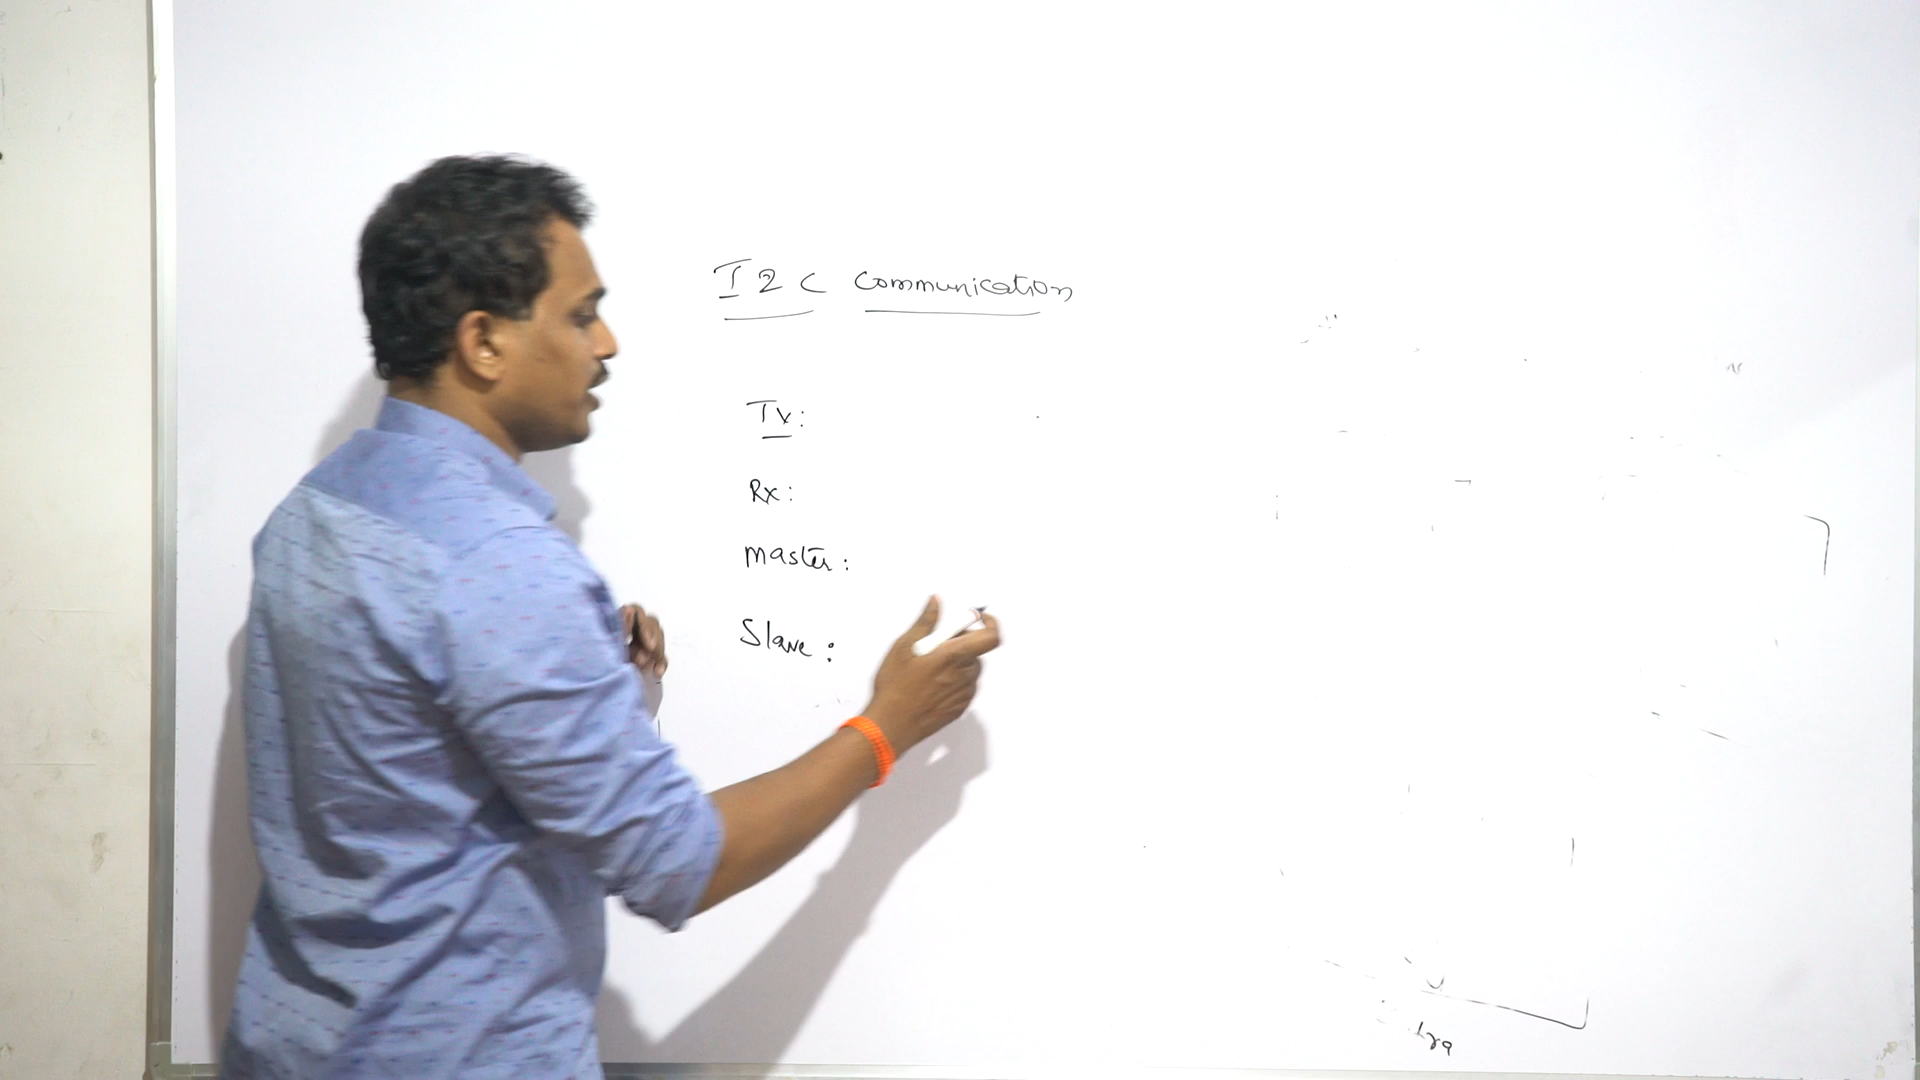 I2C Communication
Tx:
Rx:
Master:
Slave: